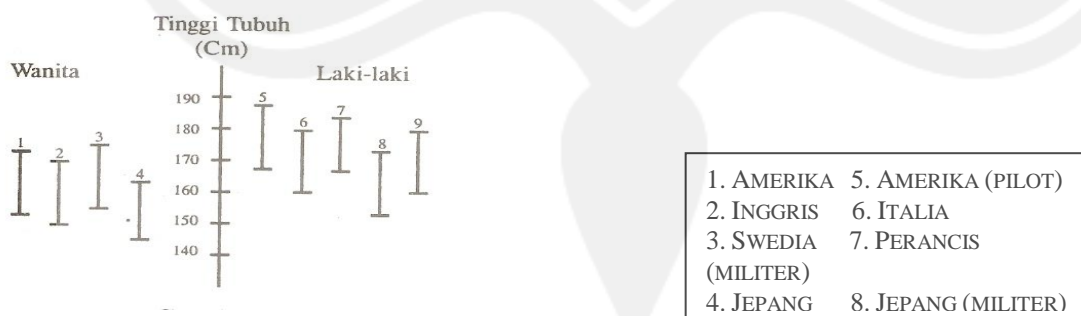 Tinggi Tubuh
(Cm)
Wanita
Laki-laki
190
180
170
160
150
140
1
2
3
4
5
6
7
8
9
1. AMERIKA 5. AMERIKA (PILOT)
2. INGGRIS 6. ITALIA
3. SWEDIA 7. PERANCIS
(MILITER)
4. JEPANG 8. JEPANG (MILITER)